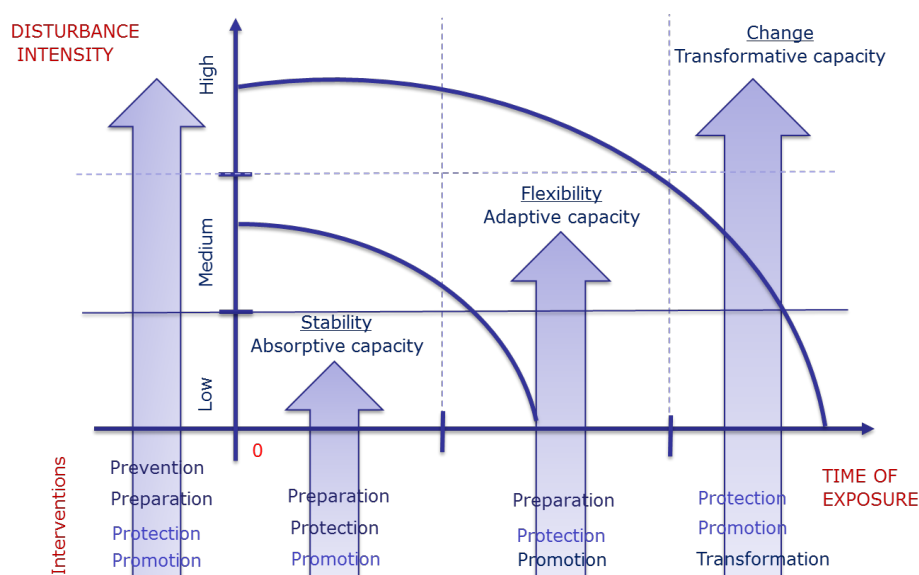 DISTURBANCE
INTENSITY
High
Medium
Low
Change
Transformative capacity
Flexibility
Adaptive capacity
Stability
Absorptive capacity
0
TIME OF
EXPOSURE
Interventions
Prevention
Preparation
Protection
Promotion
Preparation
Protection
Promotion
Preparation
Protection
Promotion
Protection
Promotion
Transformation